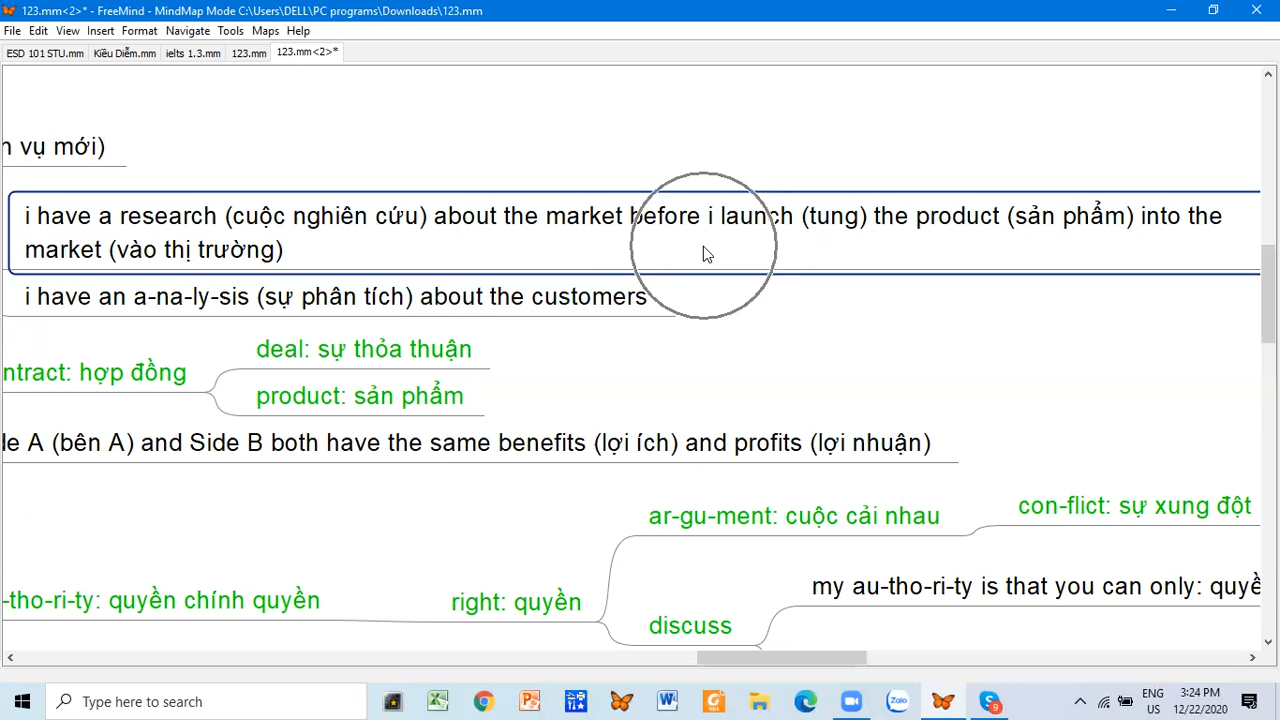 123.mm<2>* - FreeMind - MindMap Mode C:\Users\DELL\PC programs\Downloads\123.mm
File Edit View Insert Format Navigate Tools Maps Help
ESD 101 STU.mm Kiều Diễm.mm ielts 1.3.mm 123.mm 123.mm<2>*
n vụ mới)
i have a research (cuộc nghiên cứu) about the market before i launch (tung) the product (sản phẩm) into the
market (vào thị trường)
i have an a-na-ly-sis (sự phân tích) about the customers
deal: sự thỏa thuận
ntract: hợp đồng
product: sản phẩm
le A (bên A) and Side B both have the same benefits (lợi ích) and profits (lợi nhuận)
con-flict: sự xung đột
ar-gu-ment: cuộc cải nhau
my au-tho-ri-ty is that you can only: quyề
-tho-ri-ty: quyền chính quyền
right: quyền
discuss
Type here to search
Zalo
9
ENG
US
3:24 PM
12/22/2020